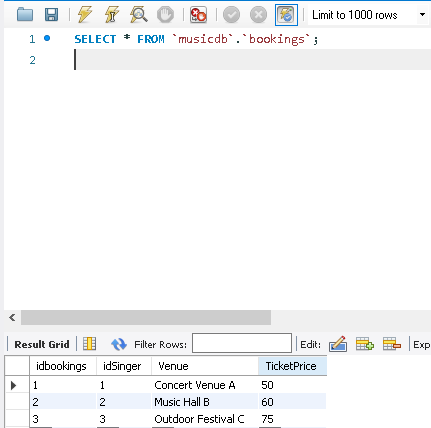 Limit to 1000 rows
1 SELECT * FROM `musicdb`.`bookings`;
2
Result Grid Filter Rows: Edit: Exp
idbookings idSinger Venue TicketPrice
1 1 Concert Venue A 50
2 2 Music Hall B 60
3 3 Outdoor Festival C 75